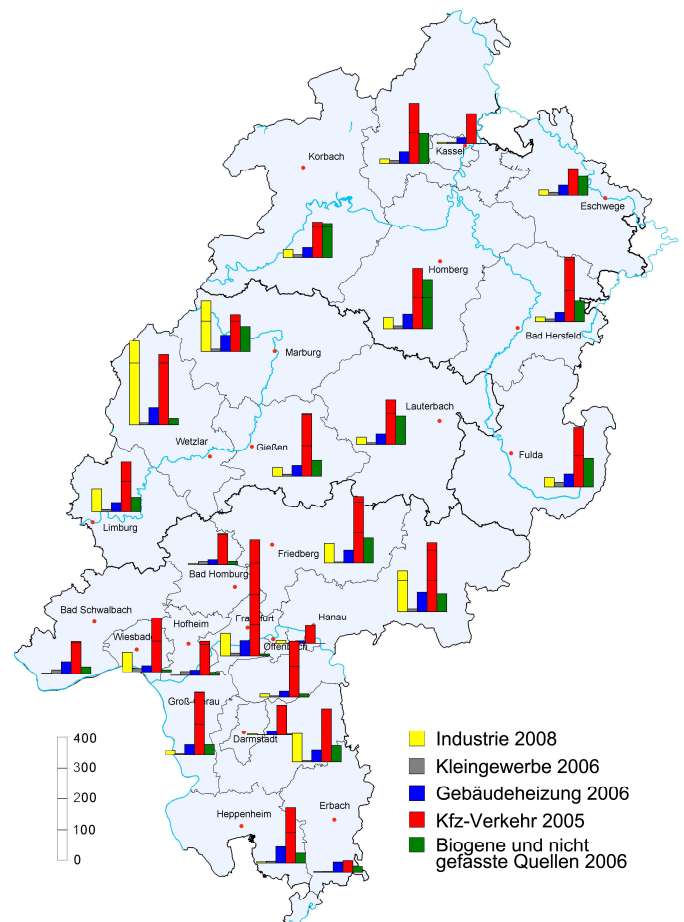 Kassel
Korbach
Eschwege
Homberg
Bad Hersfeld
Marburg
Lauterbach
Wetzlar
Gießen
Fulda
Limburg
Friedberg
Bad Homburg
Bad Schwalbach
Hofheim
Frankfurt
Hanau
Wiesbaden
Offenbach
Groß-Gerau
Darmstadt
Heppenheim
Erbach
400
300
200
100
0
Industrie 2008
Kleingewerbe 2006
Gebäudeheizung 2006
Kfz-Verkehr 2005
Biogene und nicht
gefasste Quellen 2006